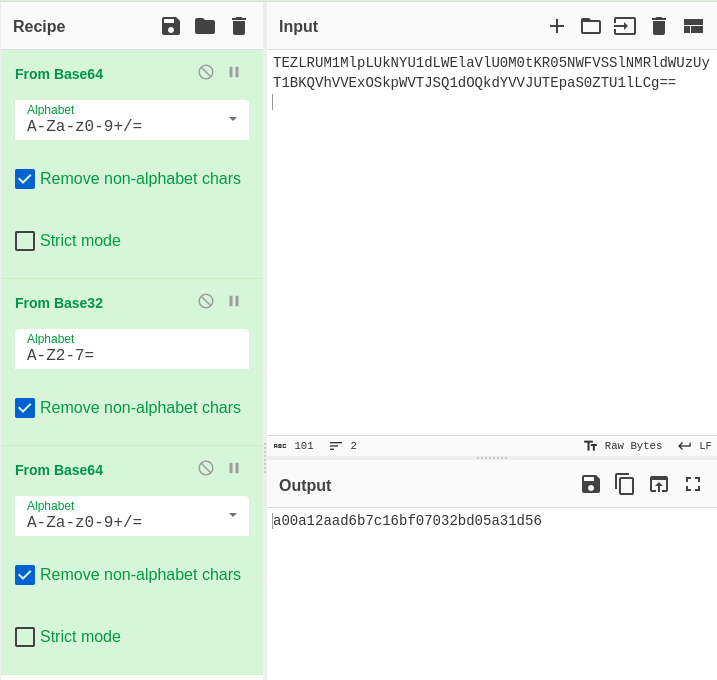 Recipe
From Base64
Alphabet
A-Za-z0-9+/=
Remove non-alphabet chars
Strict mode
From Base32
Alphabet
A-Z2-7=
Remove non-alphabet chars
From Base64
Alphabet
A-Za-z0-9+/=
Remove non-alphabet chars
Strict mode
Input
TEZLRUM1MlpLUkNYU1dLWElaVlU0M0tKR05NWFVSSlNMRldWUzUy
T1BKQVhVVExOSkpWVTJSQ1dOQkdYVVJUTEpaS0ZTU1lLCg==
ABC 101
2
Raw Bytes
LF
Output
a00a12aad6b7c16bf07032bd05a31d56